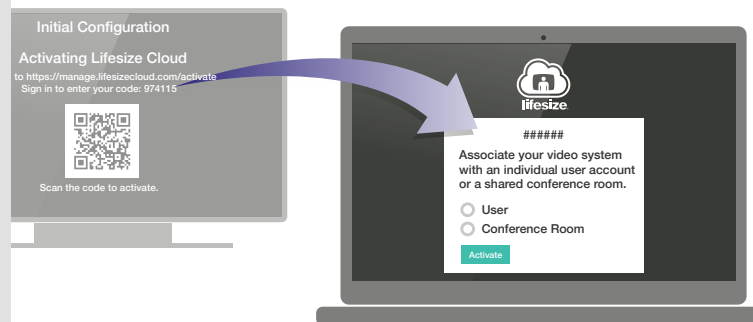 Initial Configuration
Activating Lifesize Cloud
to https://manage.lifesizecloud.com/activate
Sign in to enter your code: 974115
Scan the code to activate.
lifesize
######
Associate your video system
with an individual user account
or a shared conference room.
User
Conference Room
Activate